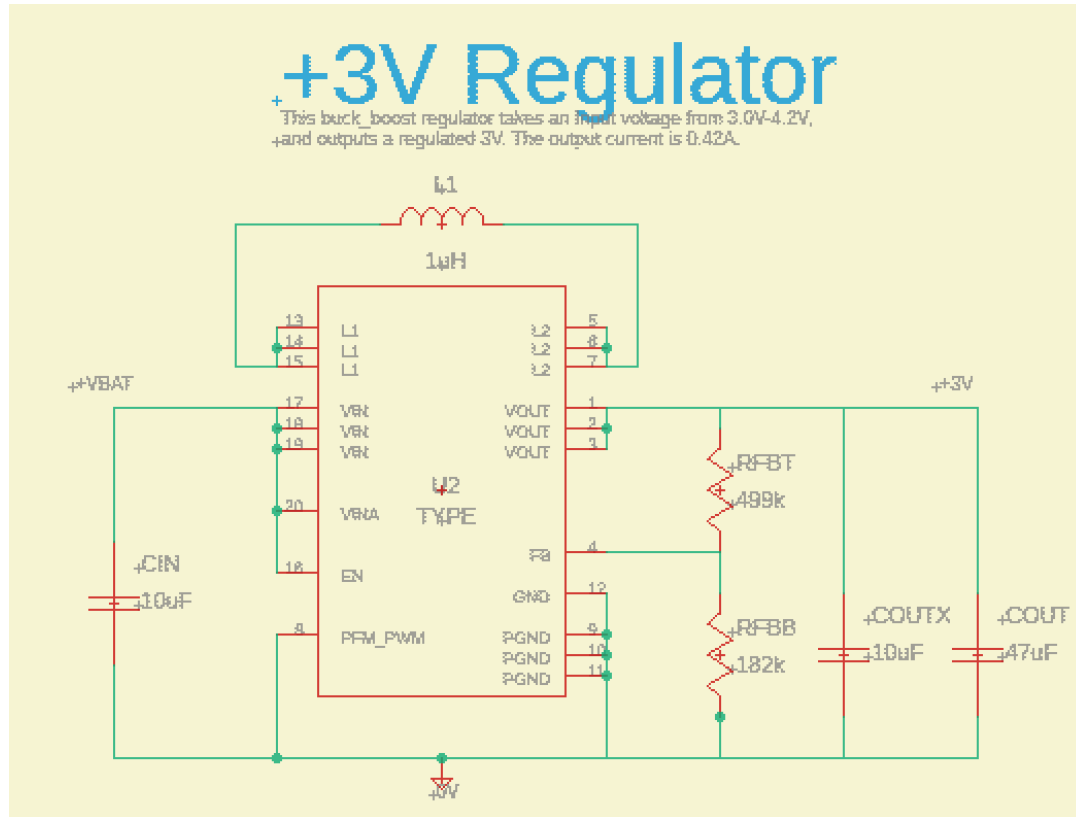 +3V Regulator
This buck_boost regulator takes an input voltage from 3.0V-4.2V,
and outputs a regulated 3V. The output current is 0.42A.
L1
1uH
13 L1
14 L1
15 L1
5 L2
6 L2
7 L2
+VBAT
+3V
17 VIN
18 VIN
19 VIN
VOUT 1
VOUT 2
VOUT 3
U2
TYPE
RFBT
499k
20 VINA
FB 4
16 EN
CIN
10uF
GND 12
8 PFM_PWM
PGND 9
PGND 10
PGND 11
RFBB
182k
COUTX
10uF
COUT
47uF
0V